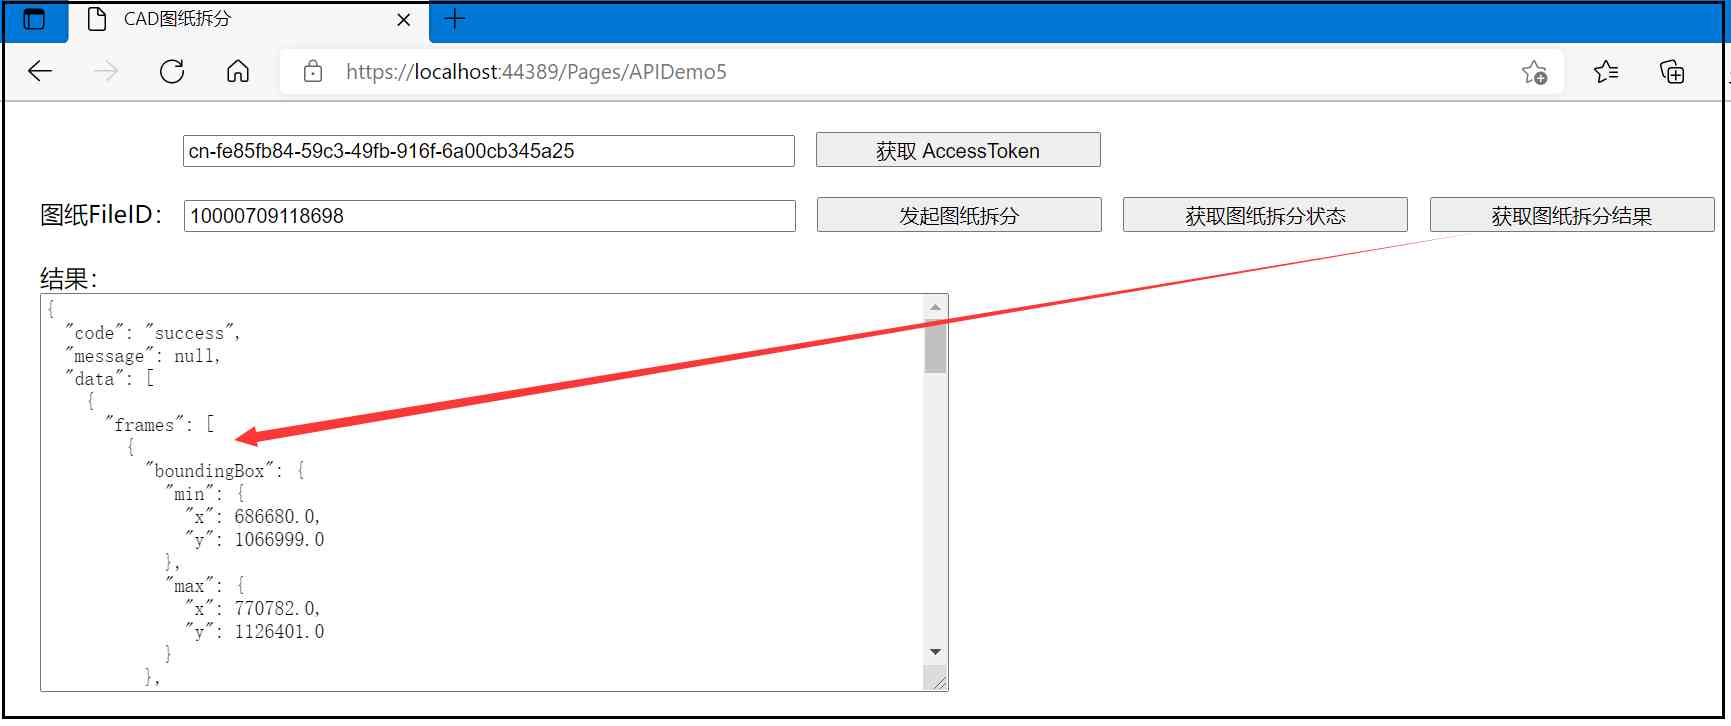 CAD图纸拆分
https://localhost:44389/Pages/APIDemo5
cn-fe85fb84-59c3-49fb-916f-6a00cb345a25 获取 AccessToken
图纸FileID： 10000709118698 发起图纸拆分 获取图纸拆分状态 获取图纸拆分结果
结果：
{
"code": "success",
"message": null,
"data": [
{
"frames": [
{
"boundingBox": {
"min": {
"x": 686680.0,
"y": 1066999.0
},
"max": {
"x": 770782.0,
"y": 1126401.0
}
},